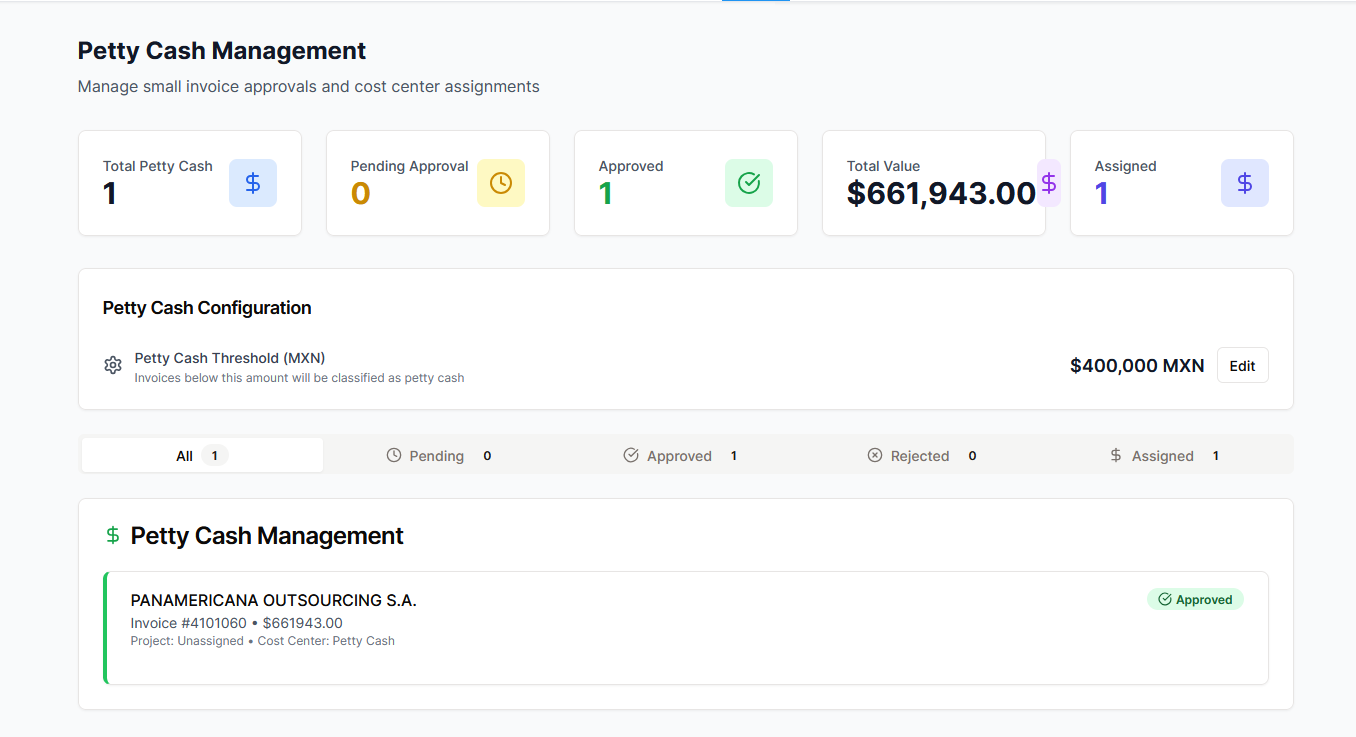 Petty Cash Management
Manage small invoice approvals and cost center assignments
Total Petty Cash
1
Pending Approval
0
Approved
1
Total Value
$661,943.00
Assigned
1
Petty Cash Configuration
Petty Cash Threshold (MXN)
Invoices below this amount will be classified as petty cash
$400,000 MXN
Edit
All 1
Pending 0
Approved 1
Rejected 0
Assigned 1
$ Petty Cash Management
PANAMERICANA OUTSOURCING S.A.
Approved
Invoice #4101060 • $661943.00
Project: Unassigned • Cost Center: Petty Cash